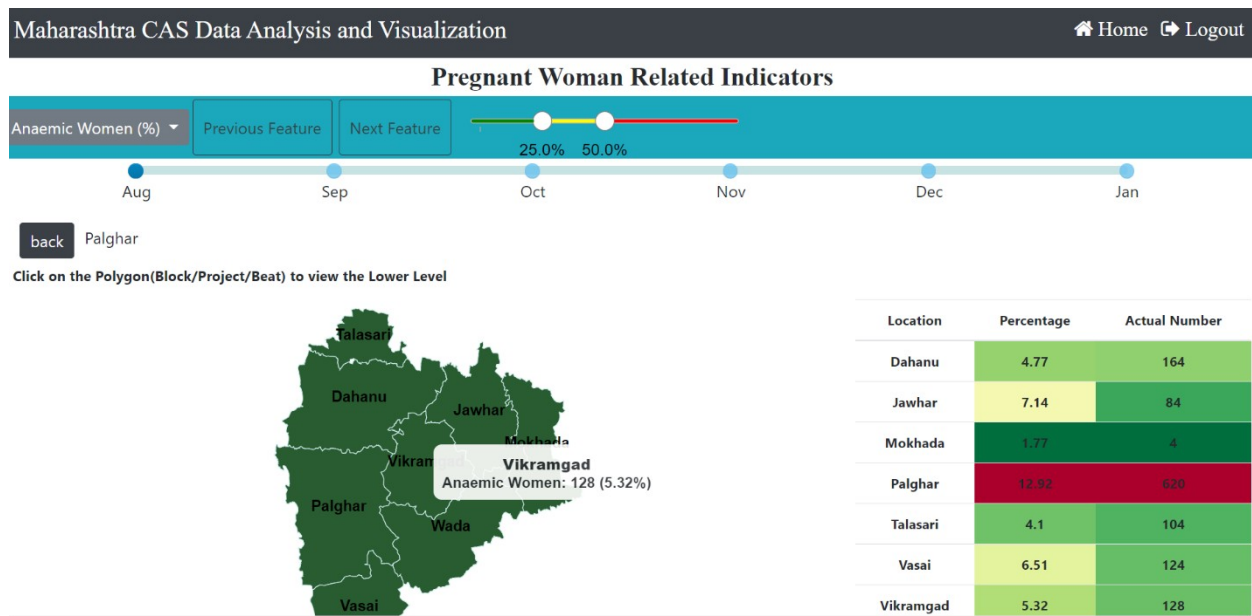 Maharashtra CAS Data Analysis and Visualization
Home Logout
Pregnant Woman Related Indicators
Anaemic Women (%) Previous Feature Next Feature
25.0% 50.0%
Aug Sep Oct Nov Dec Jan
back Palghar
Click on the Polygon(Block/Project/Beat) to view the Lower Level
Talasari
Dahanu
Jawhar
Mokhada
Vikramgad
Vikramgad
Anaemic Women: 128 (5.32%)
Palghar
Wada
Vasai
Location Percentage Actual Number
Dahanu 4.77 164
Jawhar 7.14 84
Mokhada 1.77 4
Palghar 12.92 620
Talasari 4.1 104
Vasai 6.51 124
Vikramgad 5.32 128